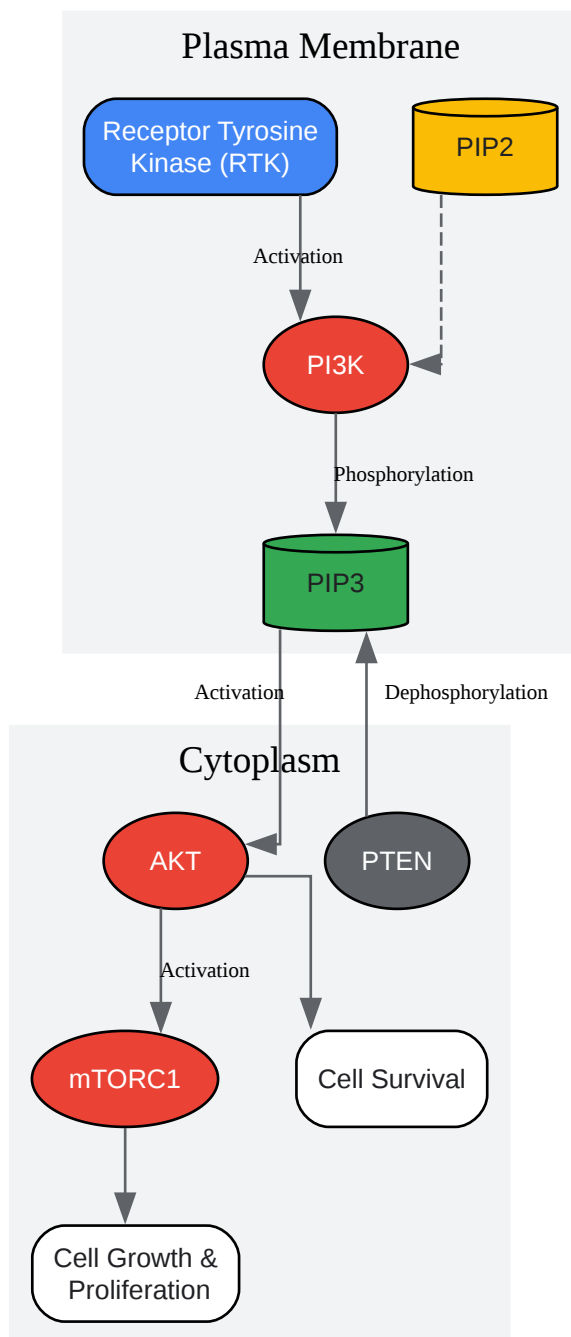 Plasma Membrane
Receptor Tyrosine
Kinase (RTK)
PIP2
Activation
PI3K
Phosphorylation
PIP3
Activation
Dephosphorylation
Cytoplasm
AKT
PTEN
Activation
mTORC1
Cell Survival
Cell Growth &
Proliferation